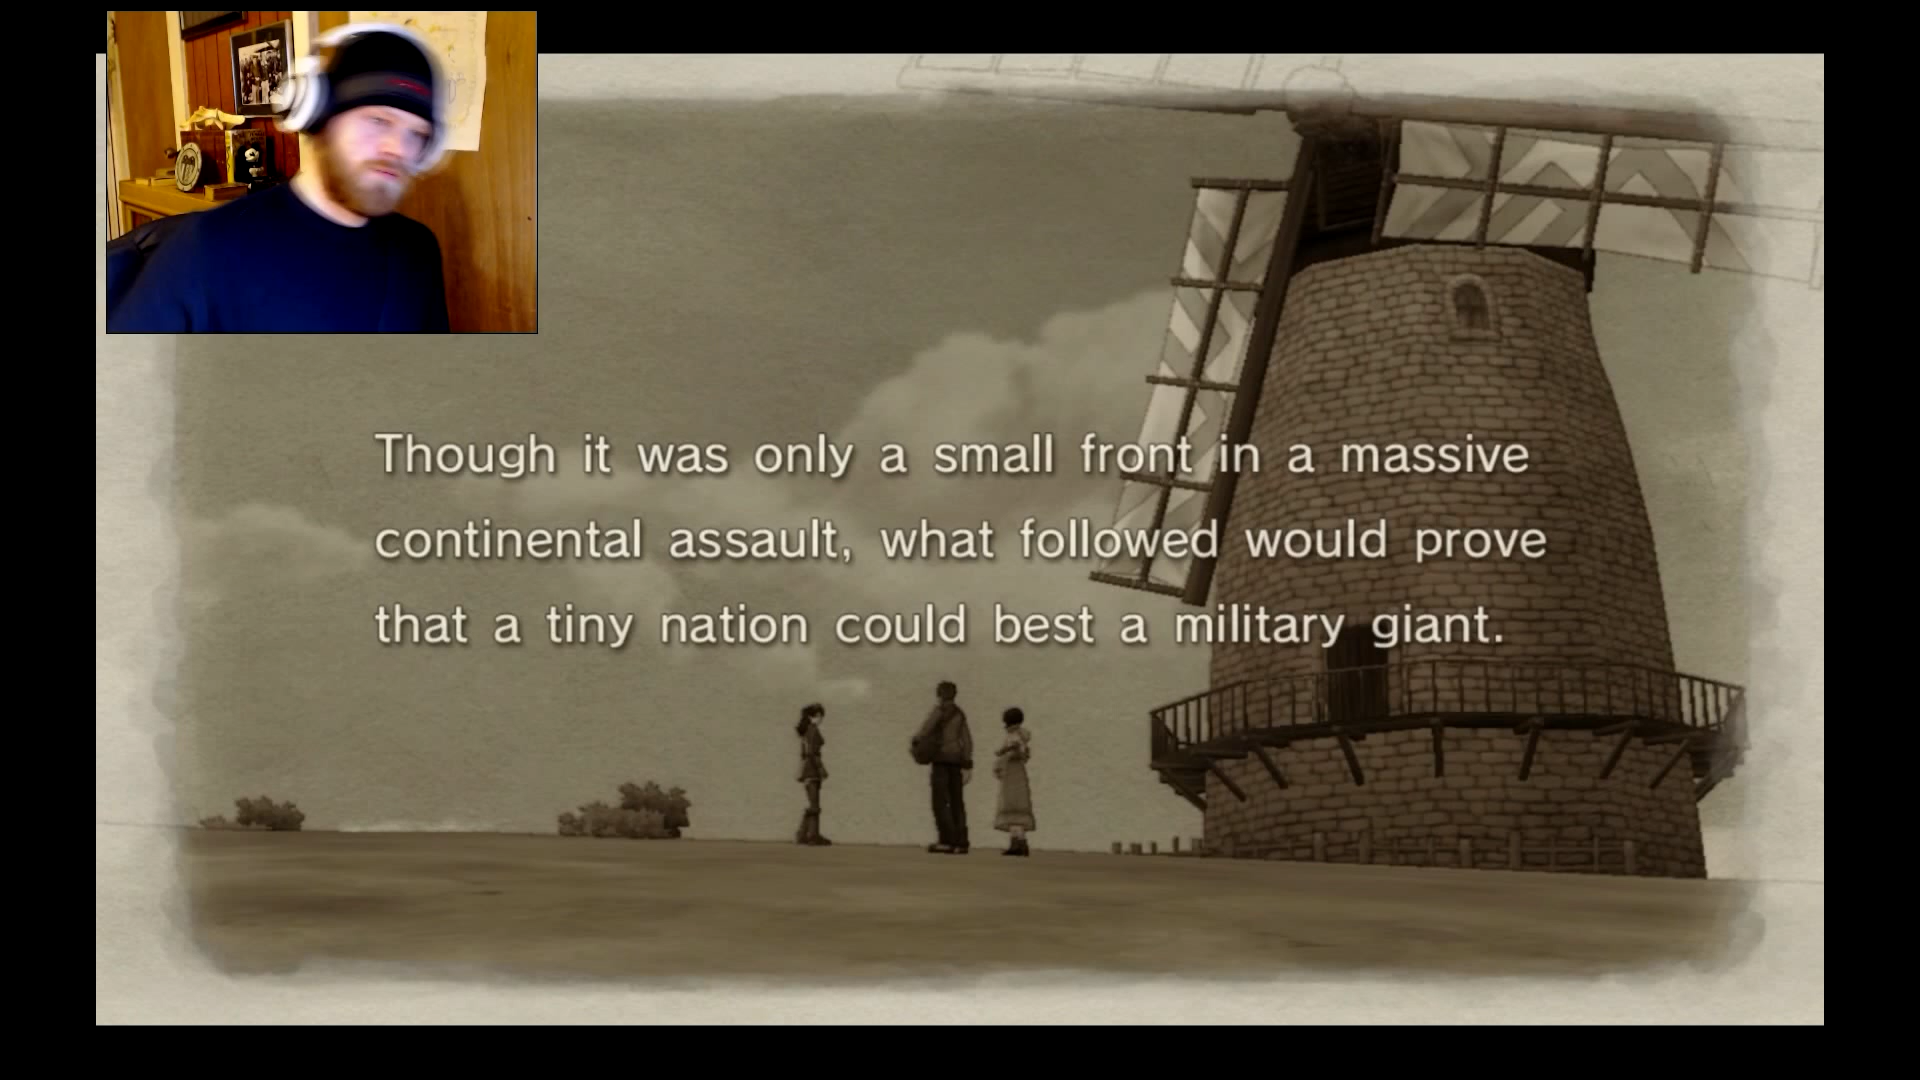 Though it was only a small front in a massive
continental assault, what followed would prove
that a tiny nation could best a military giant.